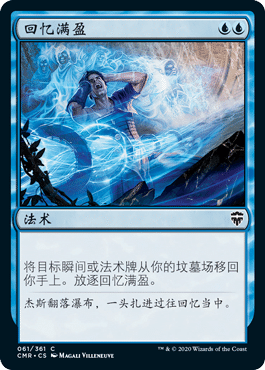 回忆满盈
法术
将目标瞬间或法术牌从你的坟墓场移回
你手上。放逐回忆满盈。
杰斯翻落瀑布，一头扎进过往回忆当中。
061/361 C
CMR • CS MAGALI VILLENEUVE
™ & © 2020 Wizards of the Coast